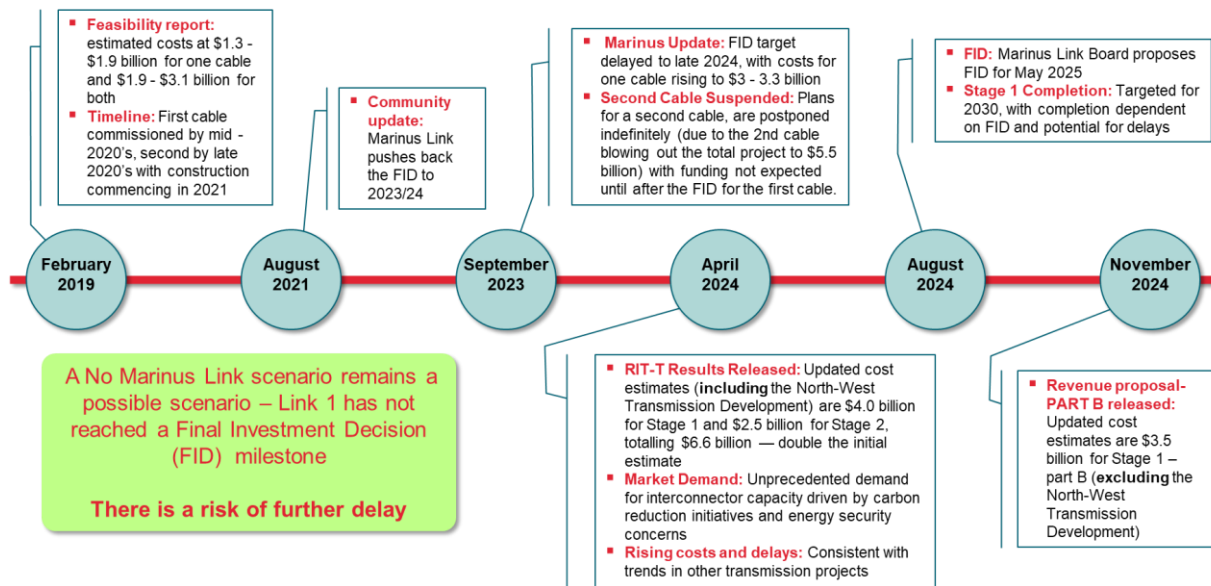 ▪ Feasibility report:
estimated costs at $1.3 -
$1.9 billion for one cable
and $1.9 - $3.1 billion for
both
▪ Timeline: First cable
commissioned by mid -
2020's, second by late
2020's with construction
commencing in 2021
▪ Community
update:
Marinus Link
pushes back
the FID to
2023/24
▪ Marinus Update: FID target
delayed to late 2024, with costs for
one cable rising to $3 - 3.3 billion
▪ Second Cable Suspended: Plans
for a second cable, are postponed
indefinitely (due to the 2nd cable
blowing out the total project to $5.5
billion) with funding not expected
until after the FID for the first cable.
▪ FID: Marinus Link Board proposes
FID for May 2025
▪ Stage 1 Completion: Targeted for
2030, with completion dependent
on FID and potential for delays
February
2019
August
2021
September
2023
April
2024
August
2024
November
2024
A No Marinus Link scenario remains a
possible scenario – Link 1 has not
reached a Final Investment Decision
(FID) milestone
There is a risk of further delay
▪ RIT-T Results Released: Updated cost
estimates (including the North-West
Transmission Development) are $4.0 billion
for Stage 1 and $2.5 billion for Stage 2,
totalling $6.6 billion — double the initial
estimate
▪ Market Demand: Unprecedented demand
for interconnector capacity driven by carbon
reduction initiatives and energy security
concerns
▪ Rising costs and delays: Consistent with
trends in other transmission projects
▪ Revenue proposal-
PART B released:
Updated cost
estimates are $3.5
billion for Stage 1 –
part B (excluding the
North-West
Transmission
Development)